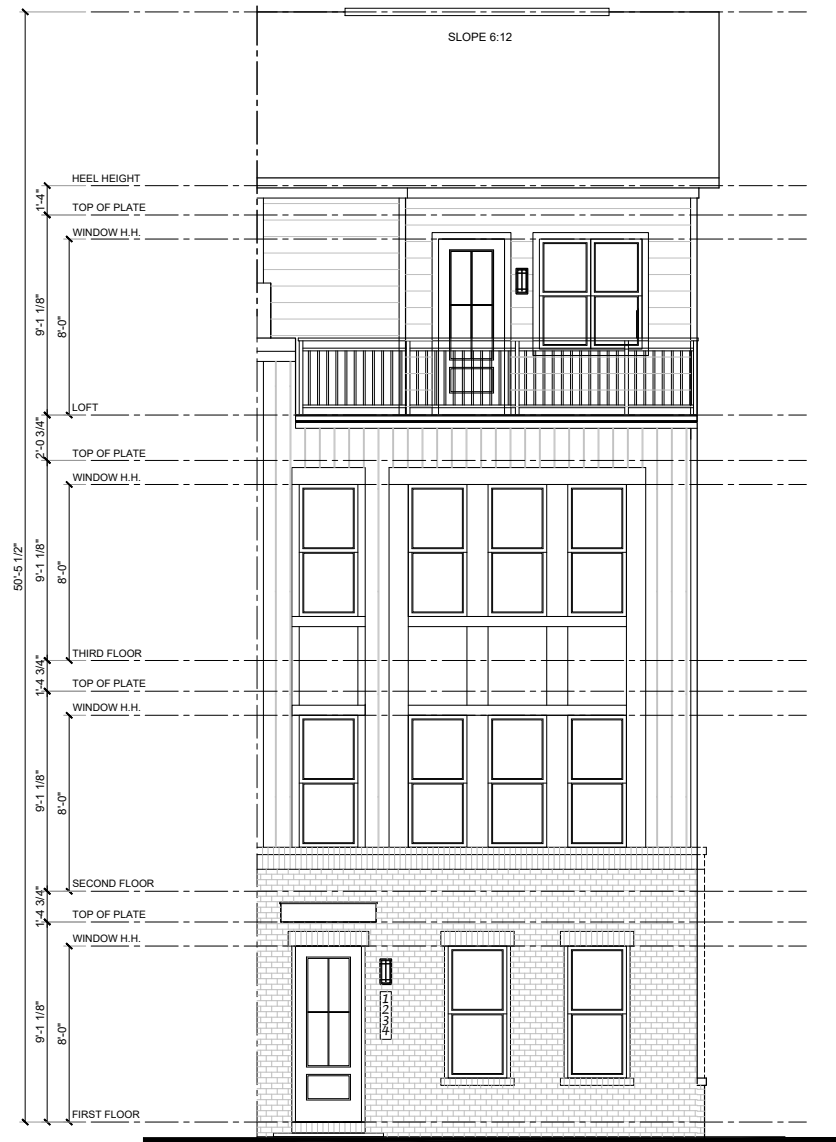 SLOPE 6:12
HEEL HEIGHT
1'-4"
TOP OF PLATE
WINDOW H.H.
9'-1 1/8"
8'-0"
LOFT
2'-0 3/4"
TOP OF PLATE
WINDOW H.H.
50'-5 1/2"
9'-1 1/8"
8'-0"
THIRD FLOOR
1'-4 3/4"
TOP OF PLATE
WINDOW H.H.
9'-1 1/8"
8'-0"
SECOND FLOOR
1'-4 3/4"
TOP OF PLATE
WINDOW H.H.
9'-1 1/8"
8'-0"
1234
FIRST FLOOR